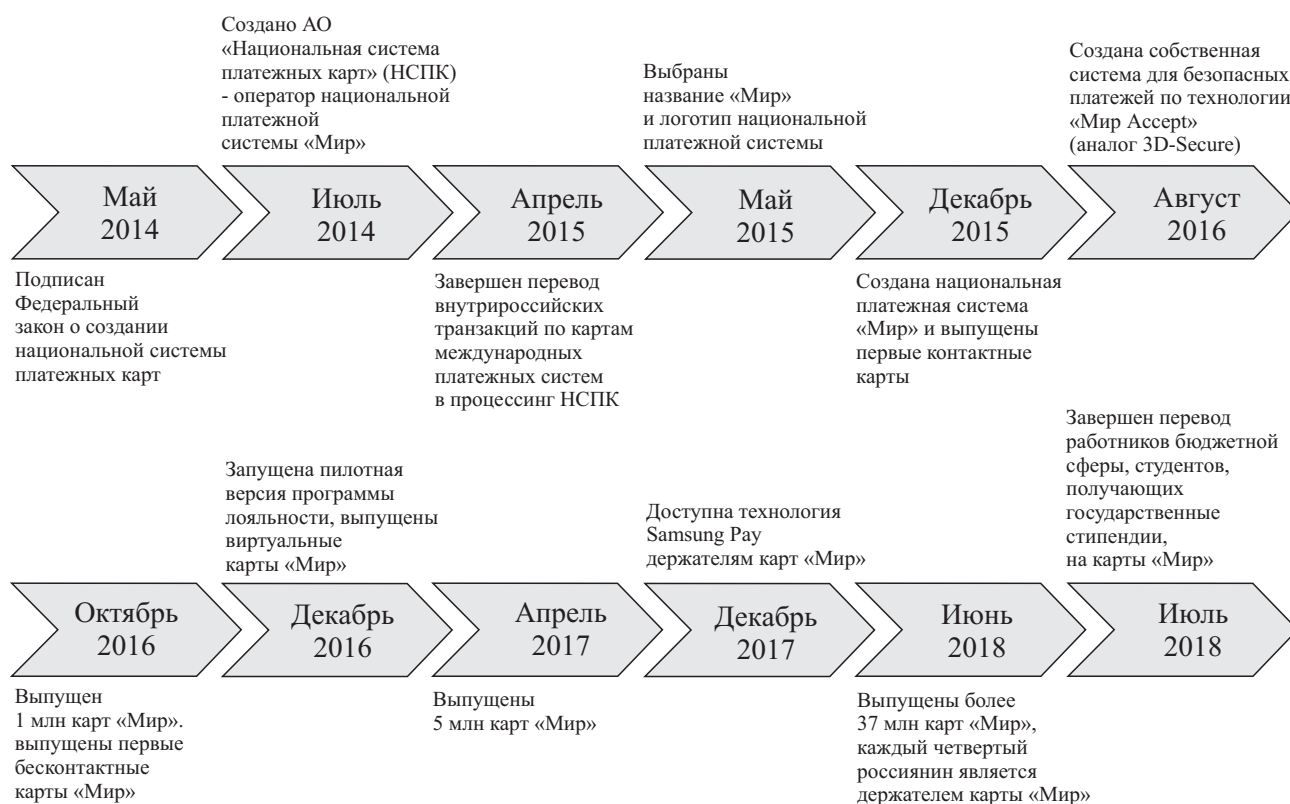 Создано АО
«Национальная система
платежных карт» (НСПК)
- оператор национальной
платежной
системы «Мир»
Выбраны
название «Мир»
и логотип национальной
платежной системы
Создана собственная
система для безопасных
платежей по технологии
«Мир Accept»
(аналог 3D-Secure)
Май
2014
Июль
2014
Апрель
2015
Май
2015
Декабрь
2015
Август
2016
Подписан
Федеральный
закон о создании
национальной системы
платежных карт
Завершен перевод
внутрироссийских
транзакций по картам
международных
платежных систем
в процессинг НСПК
Создана национальная
платежная система
«Мир» и выпущены
первые контактные
карты
Запущена пилотная
версия программы
лояльности, выпущены
виртуальные
карты «Мир»
Доступна технология
Samsung Pay
держателям карт «Мир»
Завершен перевод
работников бюджетной
сферы, студентов,
получающих
государственные
стипендии,
на карты «Мир»
Октябрь
2016
Декабрь
2016
Апрель
2017
Декабрь
2017
Июнь
2018
Июль
2018
Выпущен
1 млн карт «Мир».
выпущены первые
бесконтактные
карты «Мир»
Выпущены
5 млн карт «Мир»
Выпущены более
37 млн карт «Мир»,
каждый четвертый
россиянин является
держателем карты «Мир»